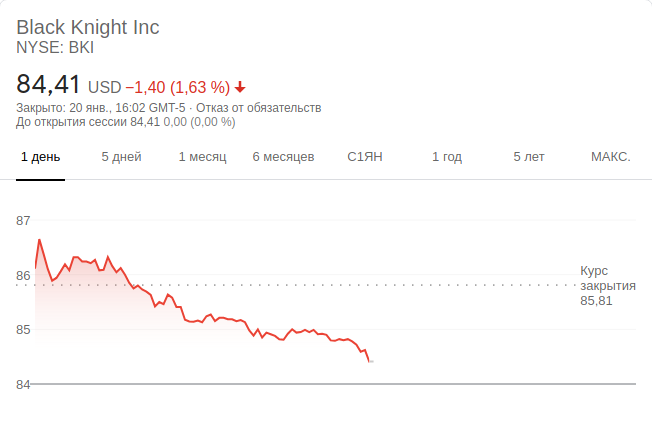 Black Knight Inc
NYSE: BKI
84,41 USD −1,40 (1,63 %)
Закрыто: 20 янв., 16:02 GMT-5 · Отказ от обязательств
До открытия сессии 84,41 0,00 (0,00 %)
1 день 5 дней 1 месяц 6 месяцев С1ЯН 1 год 5 лет МАКС.
87
86
85
84
Курс
закрытия
85,81